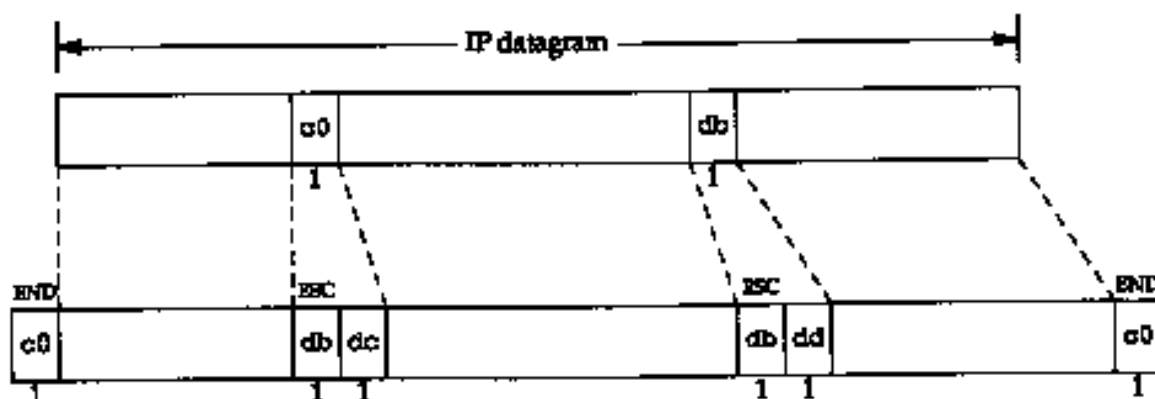 IP datagram
c0 db
1 1
END ESC ESC END
c0 db dc db dd c0
1 1 1 1 1 1